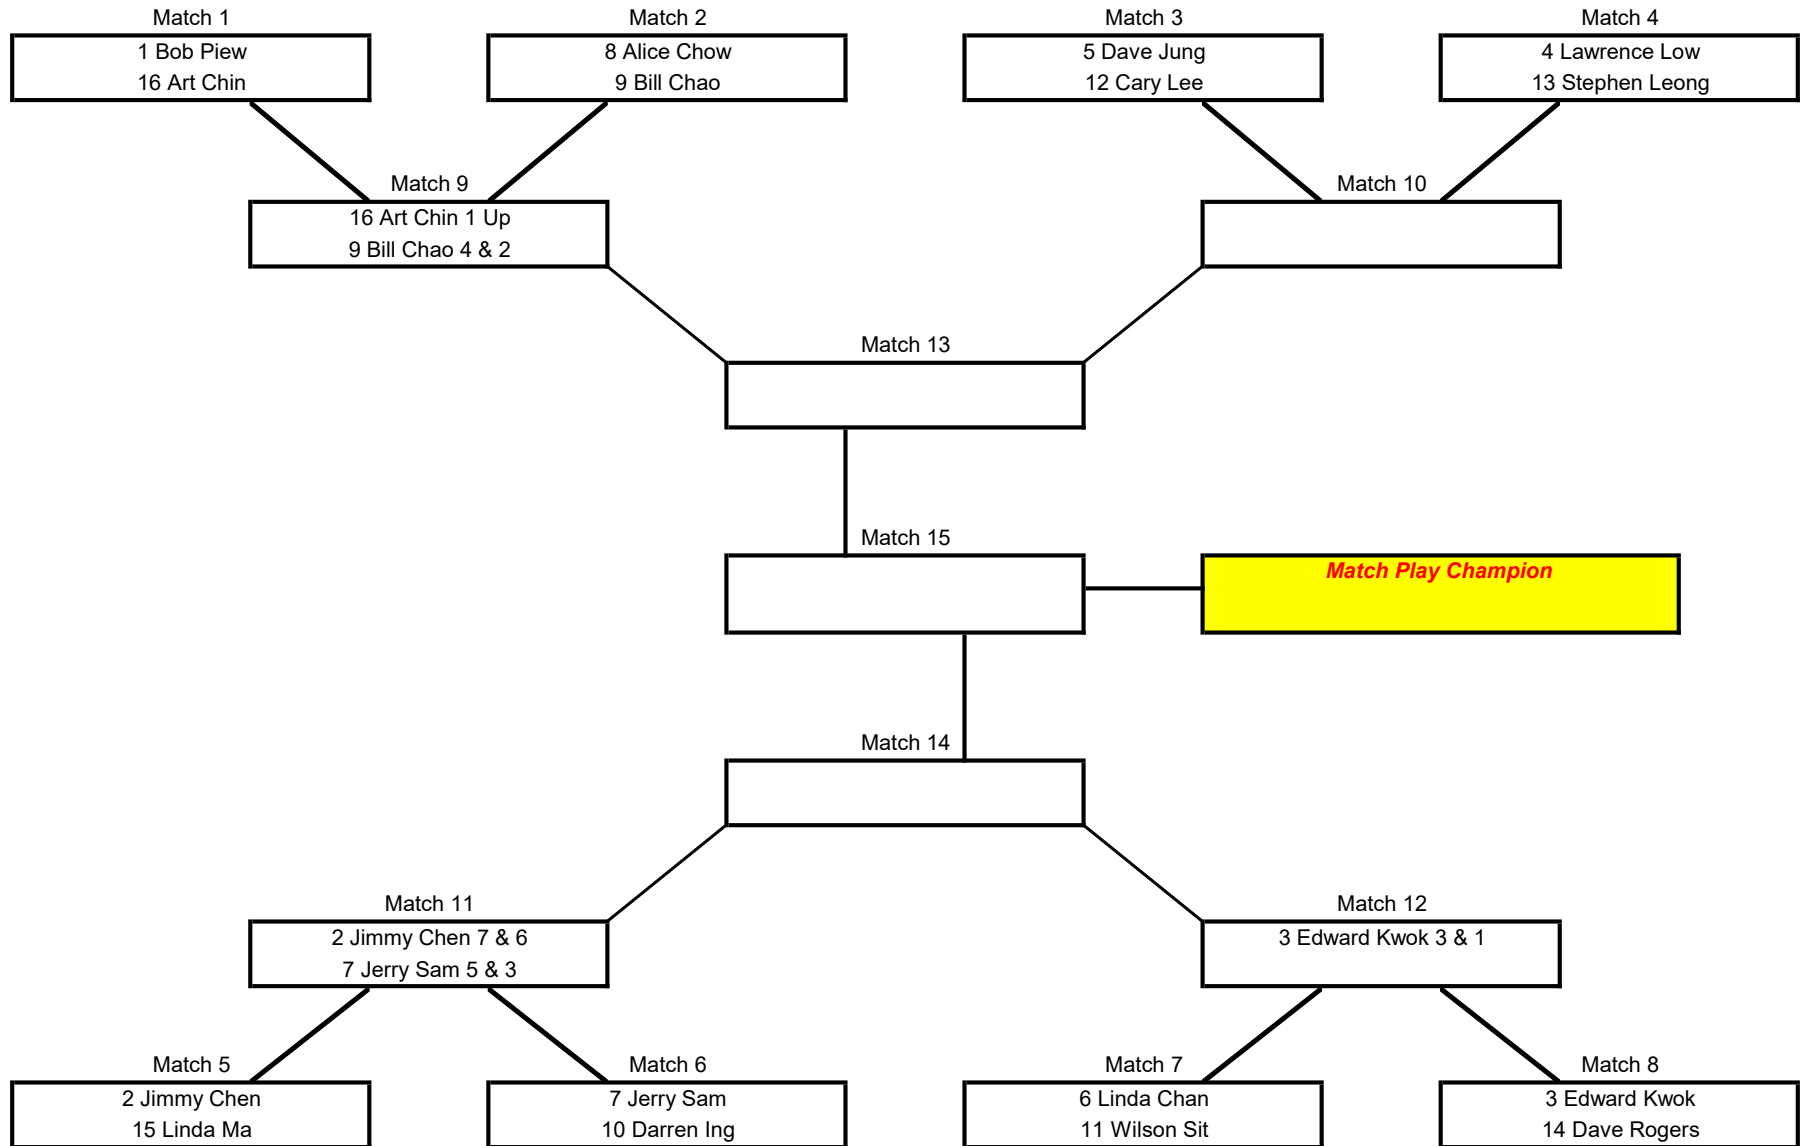 Match 1
Match 2
Match 3
Match 4
1 Bob Piew
16 Art Chin
8 Alice Chow
9 Bill Chao
5 Dave Jung
12 Cary Lee
4 Lawrence Low
13 Stephen Leong
Match 9
16 Art Chin 1 Up
9 Bill Chao 4 & 2
Match 10
Match 13
Match 15
Match Play Champion
Match 14
Match 11
2 Jimmy Chen 7 & 6
7 Jerry Sam 5 & 3
Match 12
3 Edward Kwok 3 & 1
Match 5
Match 6
Match 7
Match 8
2 Jimmy Chen
15 Linda Ma
7 Jerry Sam
10 Darren Ing
6 Linda Chan
11 Wilson Sit
3 Edward Kwok
14 Dave Rogers